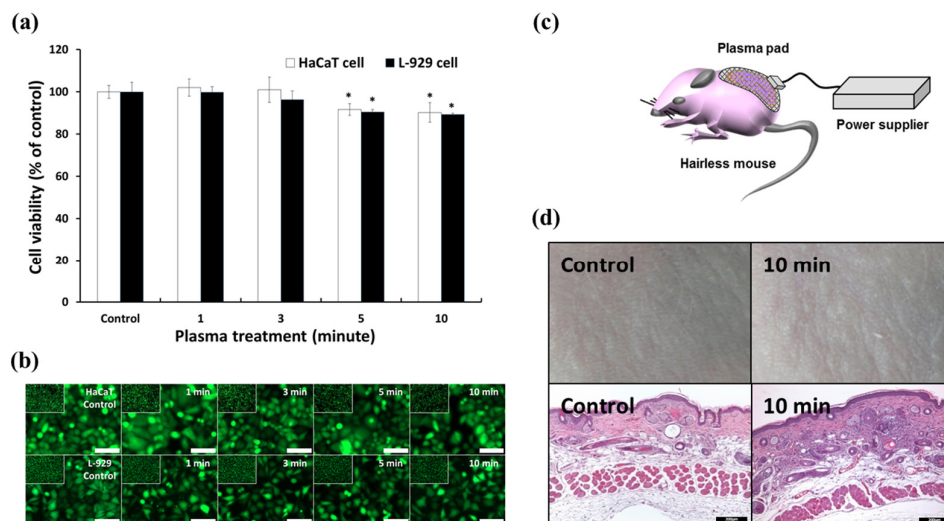 (a)
120
100
80
60
40
20
0
Cell viability (% of control)
HaCaT cell
L-929 cell
* * * *
Control 1 3 5 10
Plasma treatment (minute)
(b)
HaCaT
Control
1 min
3 min
5 min
10 min
L-929
Control
1 min
3 min
5 min
10 min
(c)
Plasma pad
Power supplier
Hairless mouse
(d)
Control
10 min
Control
10 min